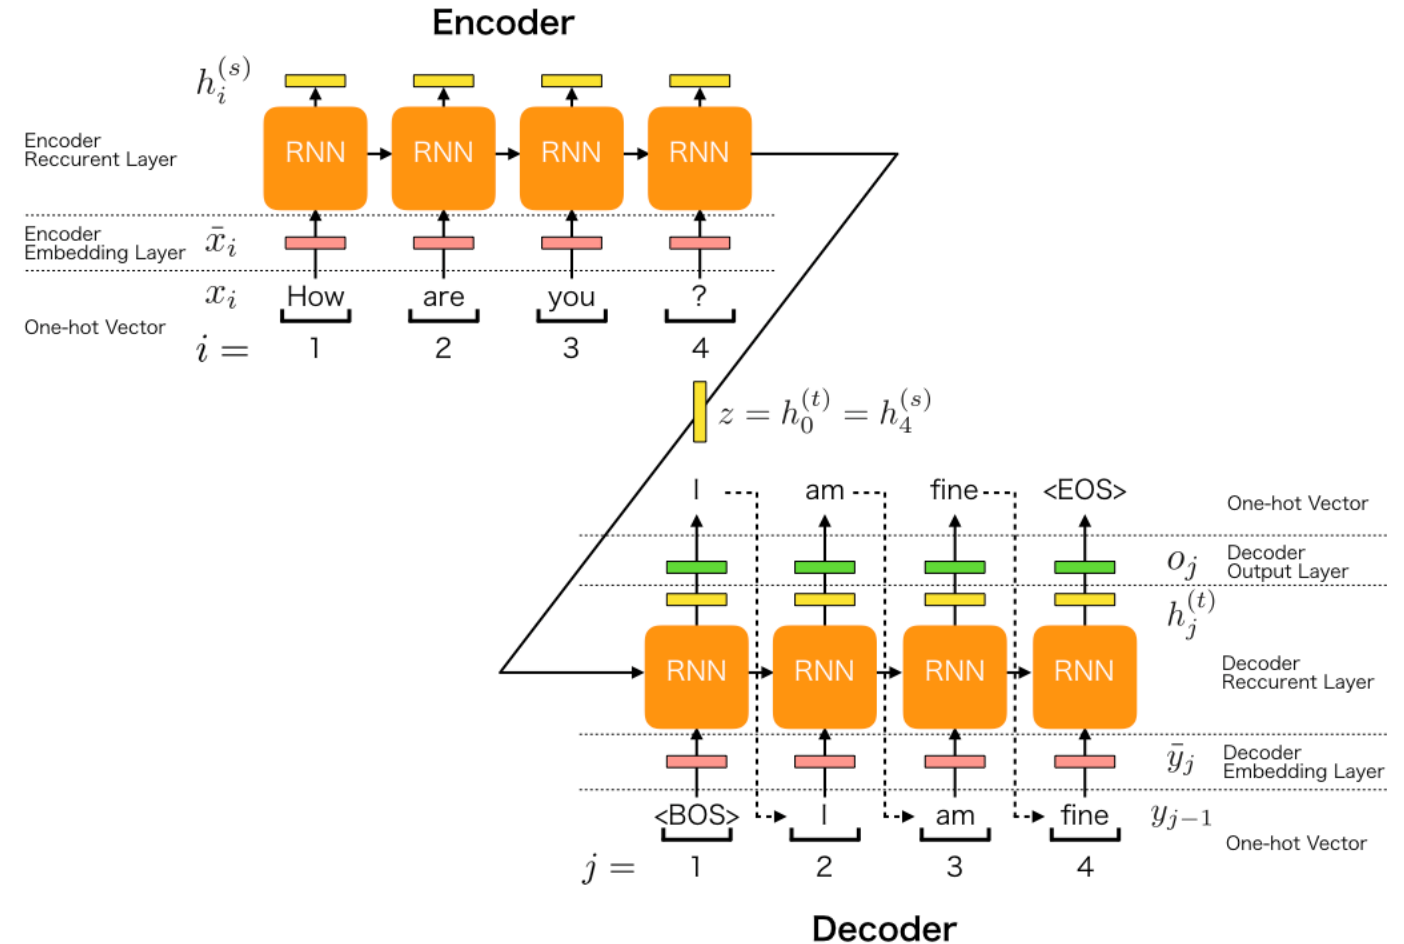 Encoder
h_i^{(s)}
RNN RNN RNN RNN
Encoder
Reccurent Layer
Encoder
Embedding Layer
x̄_i
x_i How are you ?
One-hot Vector
i = 1 2 3 4
z = h_0^{(t)} = h_4^{(s)}
I am fine <EOS>
One-hot Vector
o_j
Decoder
Output Layer
h_j^{(t)}
RNN RNN RNN RNN
Decoder
Reccurent Layer
ȳ_j
Decoder
Embedding Layer
<BOS> I am fine y_{j−1}
One-hot Vector
j = 1 2 3 4
Decoder